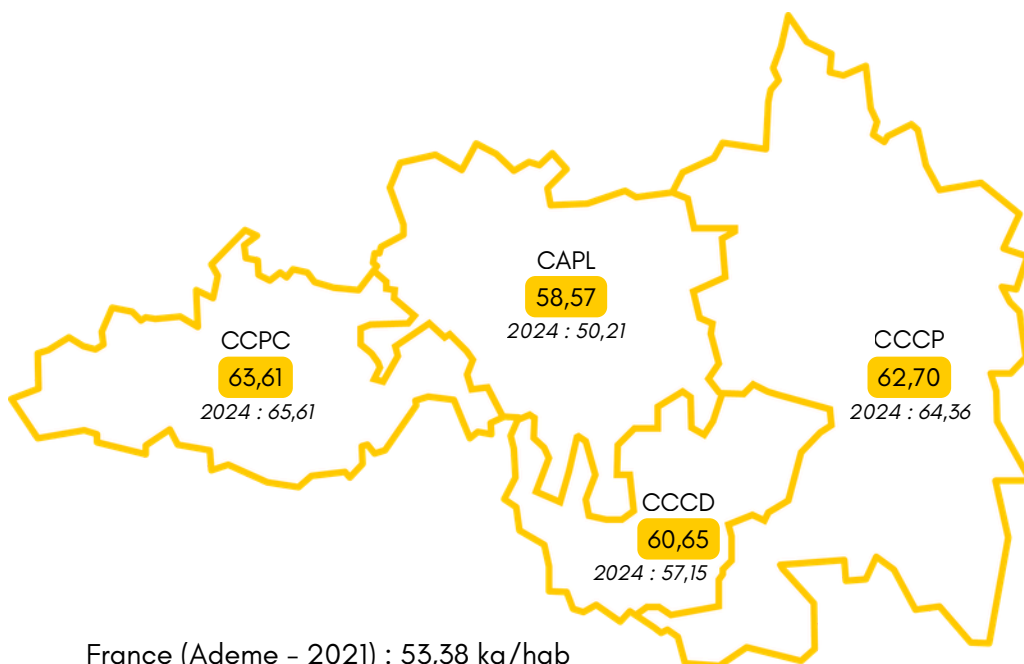 CAPL
58,57
2024 : 50,21
CCPC
63,61
2024 : 65,61
CCCP
62,70
2024 : 64,36
CCCD
60,65
2024 : 57,15
France (Ademe - 2021) : 53,38 kg/hab